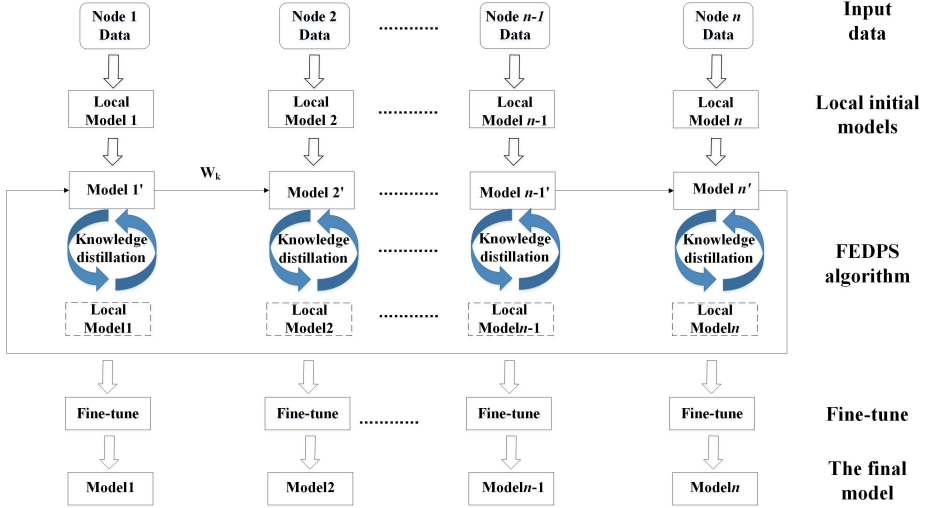 Node 1
Data
Node 2
Data
............
Node n-1
Data
Node n
Data
Input
data
Local
Model 1
Local
Model 2
............
Local
Model n-1
Local
Model n
Local initial
models
Model 1'
W_k
Model 2'
............
Model n-1'
Model n'
Knowledge
distillation
Knowledge
distillation
............
Knowledge
distillation
Knowledge
distillation
FEDPS
algorithm
Local
Model1
Local
Model2
............
Local
Modeln-1
Local
Modeln
Fine-tune
Fine-tune
............
Fine-tune
Fine-tune
Fine-tune
Model1
Model2
Modeln-1
Modeln
The final
model